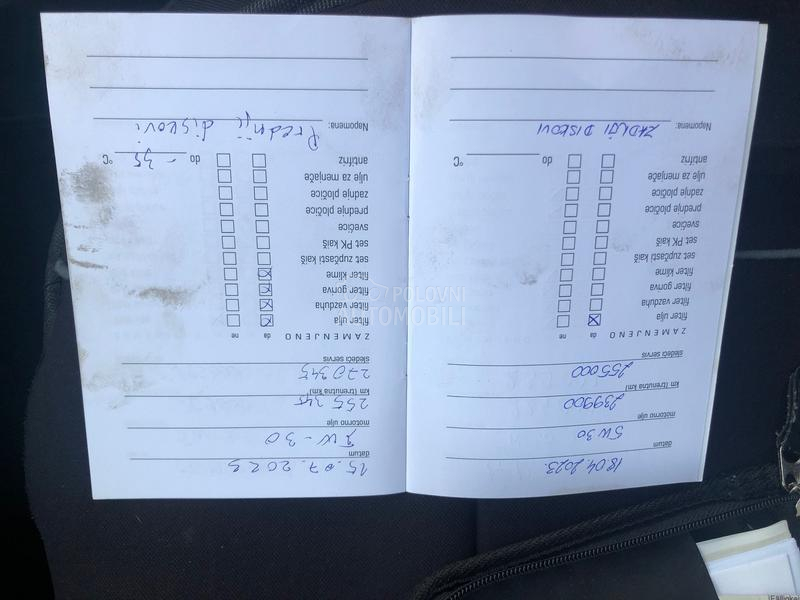 18.04.2023.
datum
5W30
motorno ulje
239900
km (trenutna km)
255000
sledeći servis
ZAMENJENO da ne
filter ulja
filter vazduha
filter goriva
filter klime
set zupčasti kaiš
set PK kaiš
svećice
prednje pločice
zadnje pločice
ulje za menjače
antifriz do °C
Napomena: ZADNJI DISKOVI
15.07.2023
datum
5W-30
motorno ulje
255 345
km (trenutna km)
270345
sledeći servis
ZAMENJENO da ne
filter ulja
filter vazduha
filter goriva
filter klime
set zupčasti kaiš
set PK kaiš
svećice
prednje pločice
zadnje pločice
ulje za menjače
antifriz do -35 °C
Napomena: Prednji diskovi
POLOVNI
AUTOMOBILI